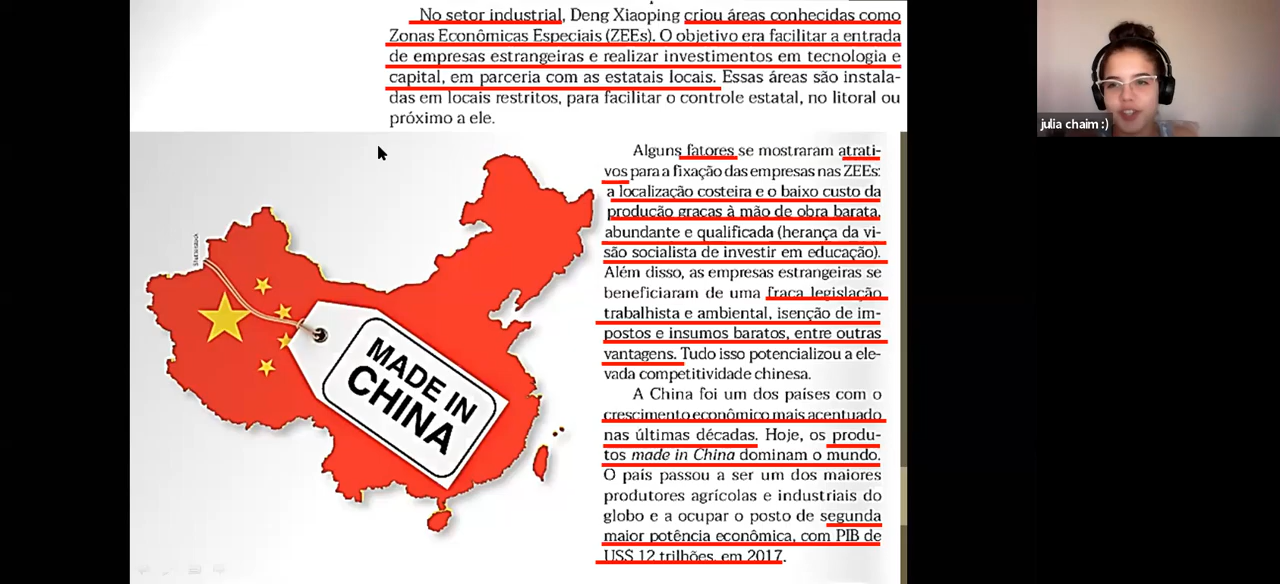 No setor industrial, Deng Xiaoping criou áreas conhecidas como
Zonas Econômicas Especiais (ZEEs). O objetivo era facilitar a entrada
de empresas estrangeiras e realizar investimentos em tecnologia e
capital, em parceria com as estatais locais. Essas áreas são instala-
das em locais restritos, para facilitar o controle estatal, no litoral ou
próximo a ele.
julia chaim :)
Shutterstock
MADE IN
CHINA
Alguns fatores se mostraram atrati-
vos para a fixação das empresas nas ZEEs:
a localização costeira e o baixo custo da
produção graças à mão de obra barata,
abundante e qualificada (herança da vi-
são socialista de investir em educação).
Além disso, as empresas estrangeiras se
beneficiaram de uma fraca legislação
trabalhista e ambiental, isenção de im-
postos e insumos baratos, entre outras
vantagens. Tudo isso potencializou a ele-
vada competitividade chinesa.
A China foi um dos países com o
crescimento econômico mais acentuado
nas últimas décadas. Hoje, os produ-
tos made in China dominam o mundo.
O país passou a ser um dos maiores
produtores agrícolas e industriais do
globo e a ocupar o posto de segunda
maior potência econômica, com PIB de
US$ 12 trilhões, em 2017.